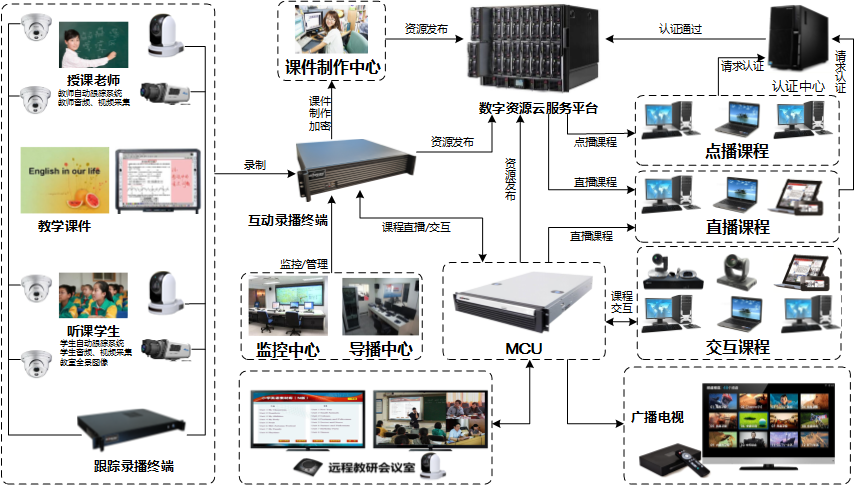 授课老师
教师自动跟踪系统
教师音频、视频采集
English in our life
教学课件
听课学生
学生自动跟踪系统
学生音频、视频采集
教室全景图像
跟踪录播终端
录制
课件制作中心
课件
制作
加密
资源发布
互动录播终端
资源发布
监控/管理
监控中心
导播中心
课程直播/交互
数字资源云服务平台
资源发布
认证通过
请求认证
认证中心
请求认证
点播课程
点播课程
直播课程
直播课程
直播课程
MCU
课程
交互
交互课程
远程教研会议室
广播电视